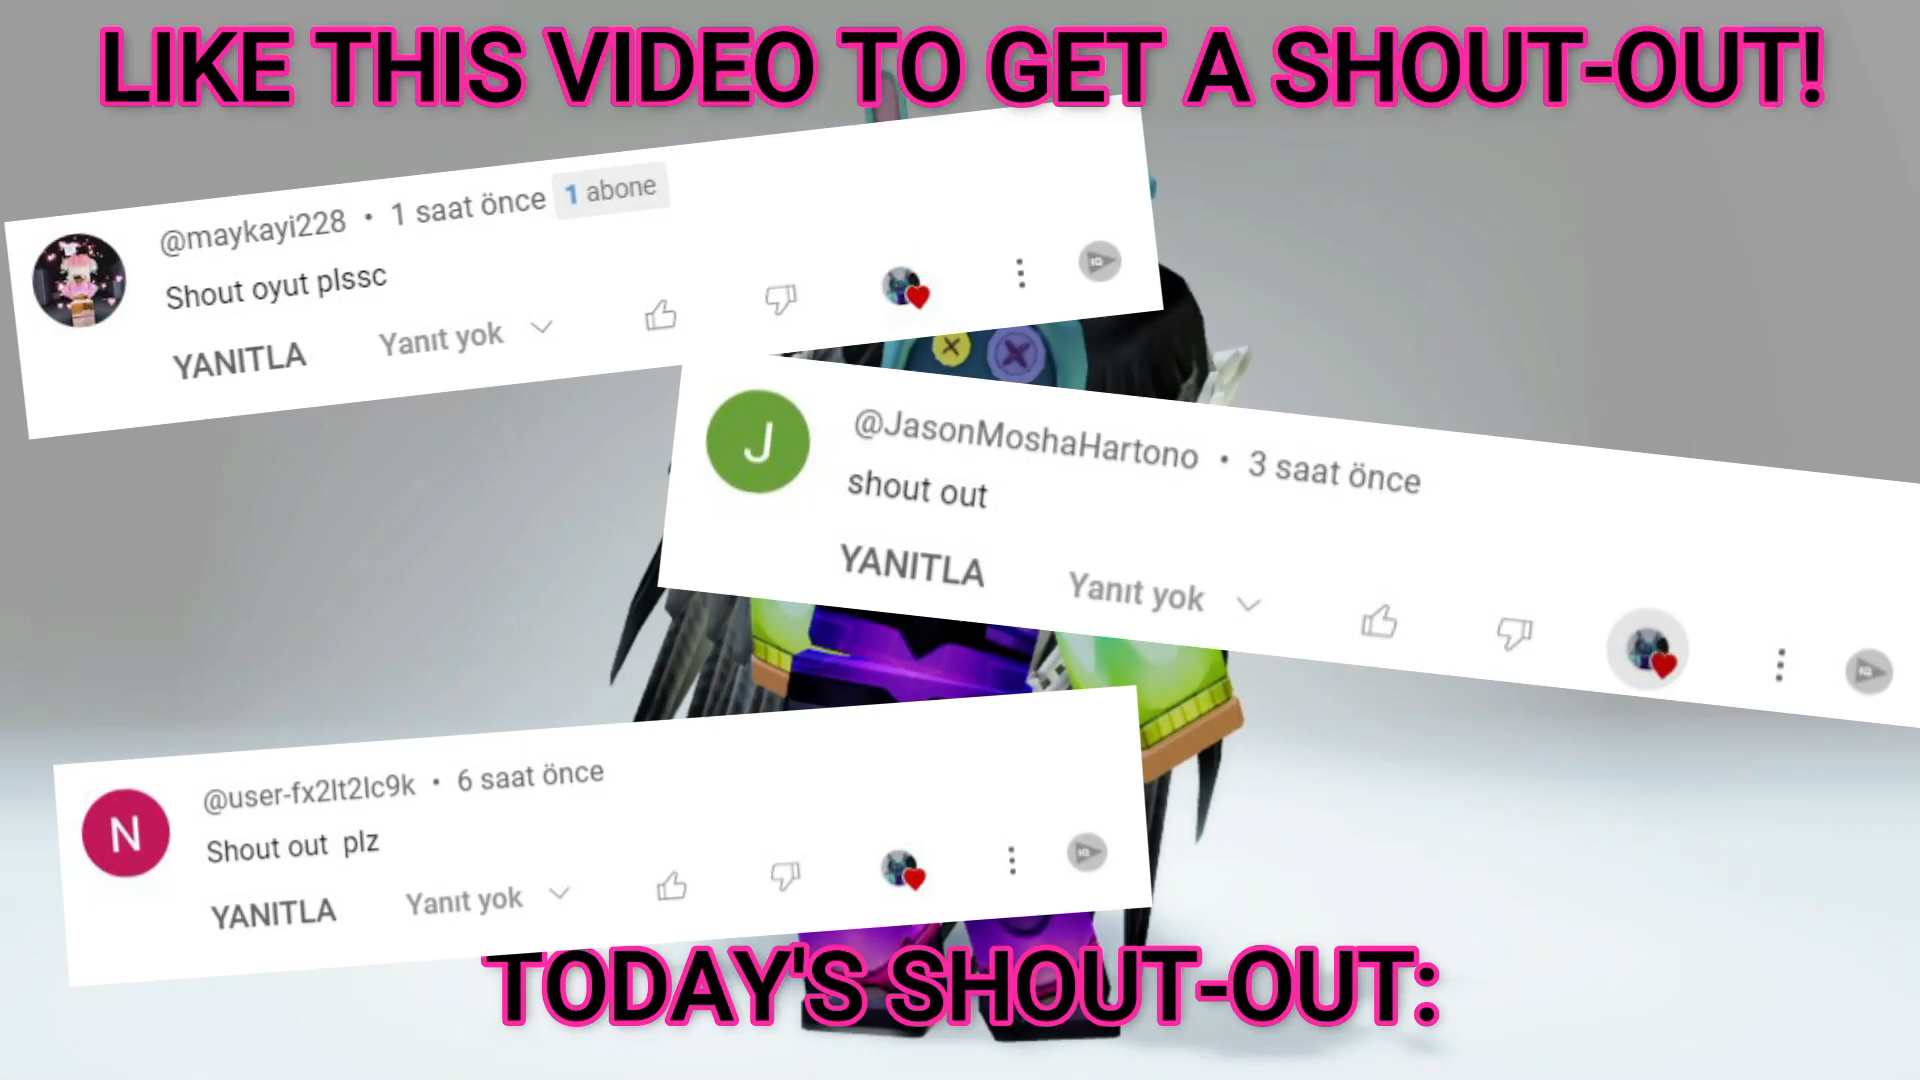 LIKE THIS VIDEO TO GET A SHOUT-OUT!
@maykayi228 • 1 saat önce 1 abone
Shout oyut plssc
YANITLA Yanıt yok
J
@JasonMoshaHartono • 3 saat önce
shout out
YANITLA Yanıt yok
N
@user-fx2lt2lc9k • 6 saat önce
Shout out plz
YANITLA Yanıt yok
TODAY'S SHOUT-OUT: